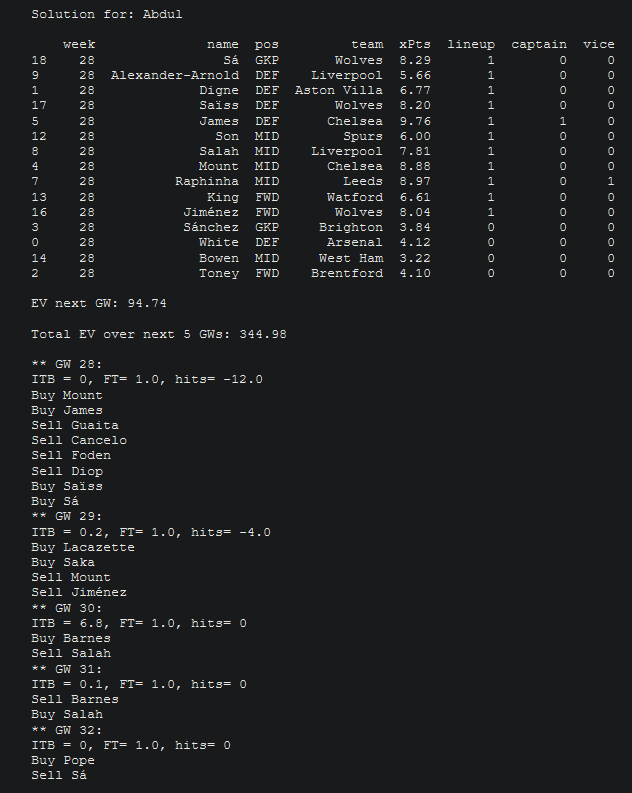 Solution for: Abdul
week name pos team xPts lineup captain vice
18 28 Sá GKP Wolves 8.29 1 0 0
9 28 Alexander-Arnold DEF Liverpool 5.66 1 0 0
1 28 Digne DEF Aston Villa 6.77 1 0 0
17 28 Saïss DEF Wolves 8.20 1 0 0
5 28 James DEF Chelsea 9.76 1 1 0
12 28 Son MID Spurs 6.00 1 0 0
8 28 Salah MID Liverpool 7.81 1 0 0
4 28 Mount MID Chelsea 8.88 1 0 0
7 28 Raphinha MID Leeds 8.97 1 0 1
13 28 King FWD Watford 6.61 1 0 0
16 28 Jiménez FWD Wolves 8.04 1 0 0
3 28 Sánchez GKP Brighton 3.84 0 0 0
0 28 White DEF Arsenal 4.12 0 0 0
14 28 Bowen MID West Ham 3.22 0 0 0
2 28 Toney FWD Brentford 4.10 0 0 0
EV next GW: 94.74
Total EV over next 5 GWs: 344.98
** GW 28:
ITB = 0, FT= 1.0, hits= -12.0
Buy Mount
Buy James
Sell Guaita
Sell Cancelo
Sell Foden
Sell Diop
Buy Saïss
Buy Sá
** GW 29:
ITB = 0.2, FT= 1.0, hits= -4.0
Buy Lacazette
Buy Saka
Sell Mount
Sell Jiménez
** GW 30:
ITB = 6.8, FT= 1.0, hits= 0
Buy Barnes
Sell Salah
** GW 31:
ITB = 0.1, FT= 1.0, hits= 0
Sell Barnes
Buy Salah
** GW 32:
ITB = 0, FT= 1.0, hits= 0
Buy Pope
Sell Sá